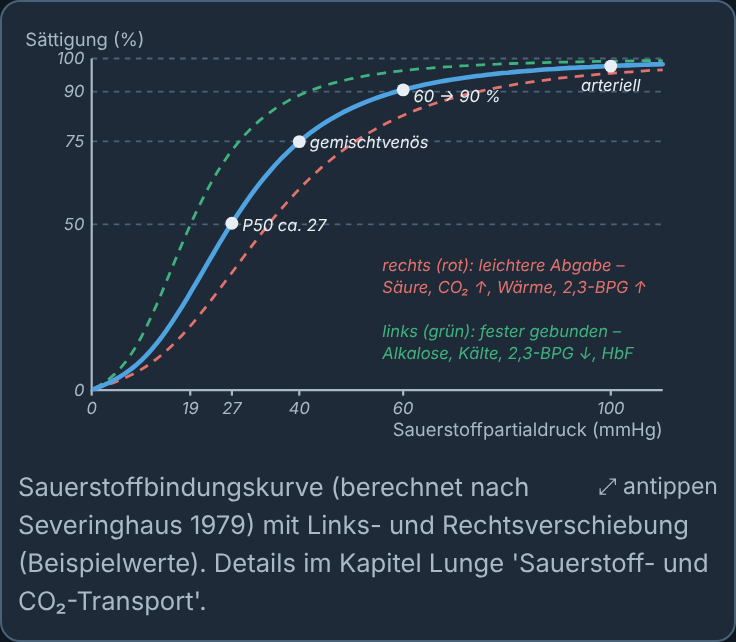 Sättigung (%)
100
90
60 → 90 %
arteriell
75
gemischtvenös
50
P50 ca. 27
rechts (rot): leichtere Abgabe –
Säure, CO₂ ↑, Wärme, 2,3-BPG ↑
links (grün): fester gebunden –
Alkalose, Kälte, 2,3-BPG ↓, HbF
0
0 19 27 40 60 100
Sauerstoffpartialdruck (mmHg)
Sauerstoffbindungskurve (berechnet nach
⤢ antippen
Severinghaus 1979) mit Links- und Rechtsverschiebung
(Beispielwerte). Details im Kapitel Lunge 'Sauerstoff- und
CO₂-Transport'.